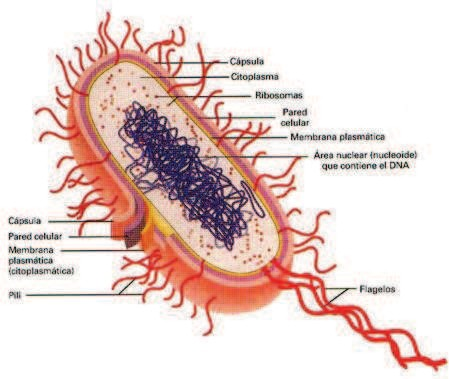 Cápsula
Citoplasma
Ribosomas
Pared
celular
Membrana plasmática
Área nuclear (nucleoide)
que contiene el DNA
Cápsula
Pared celular
Membrana
plasmática
(citoplasmática)
Pili
Flagelos